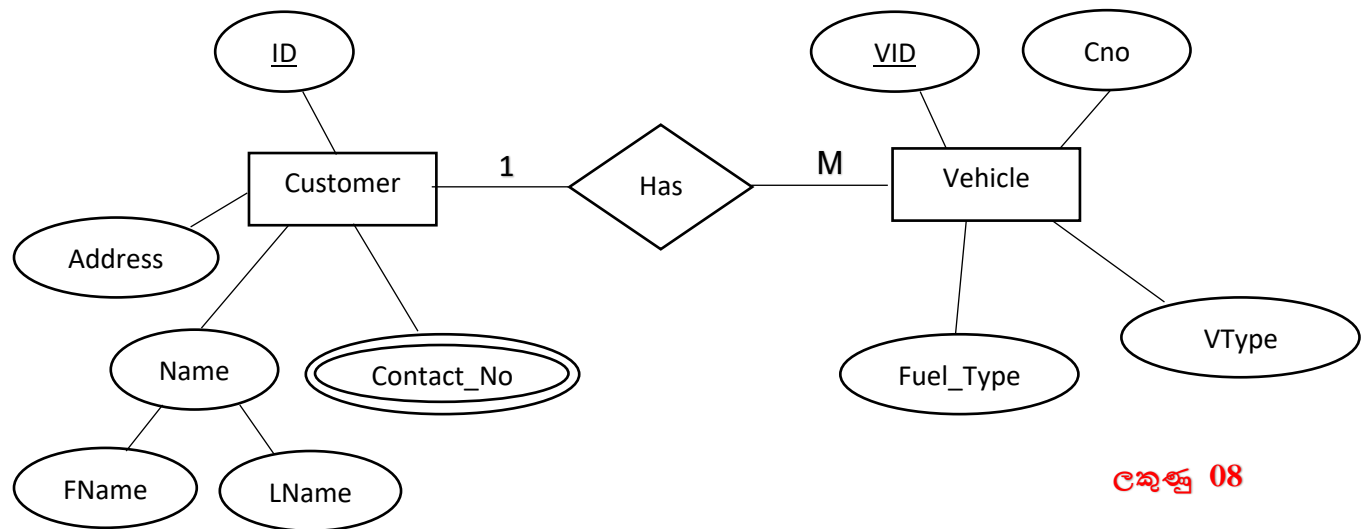 ID
VID
Cno
Customer
1
Has
M
Vehicle
Address
Name
Contact_No
Fuel_Type
VType
FName
LName
ලකුණු 08